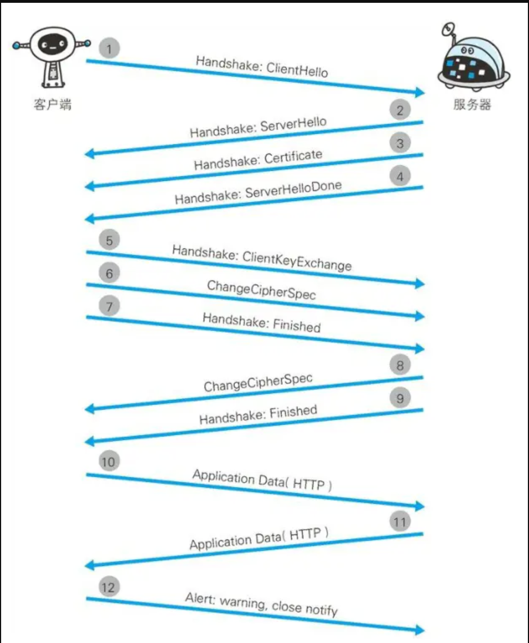 1
Handshake: ClientHello
客户端
服务器
2
Handshake: ServerHello
3
Handshake: Certificate
4
Handshake: ServerHelloDone
5
Handshake: ClientKeyExchange
6
ChangeCipherSpec
7
Handshake: Finished
8
ChangeCipherSpec
9
Handshake: Finished
10
Application Data( HTTP )
11
Application Data( HTTP )
12
Alert: warning, close notify